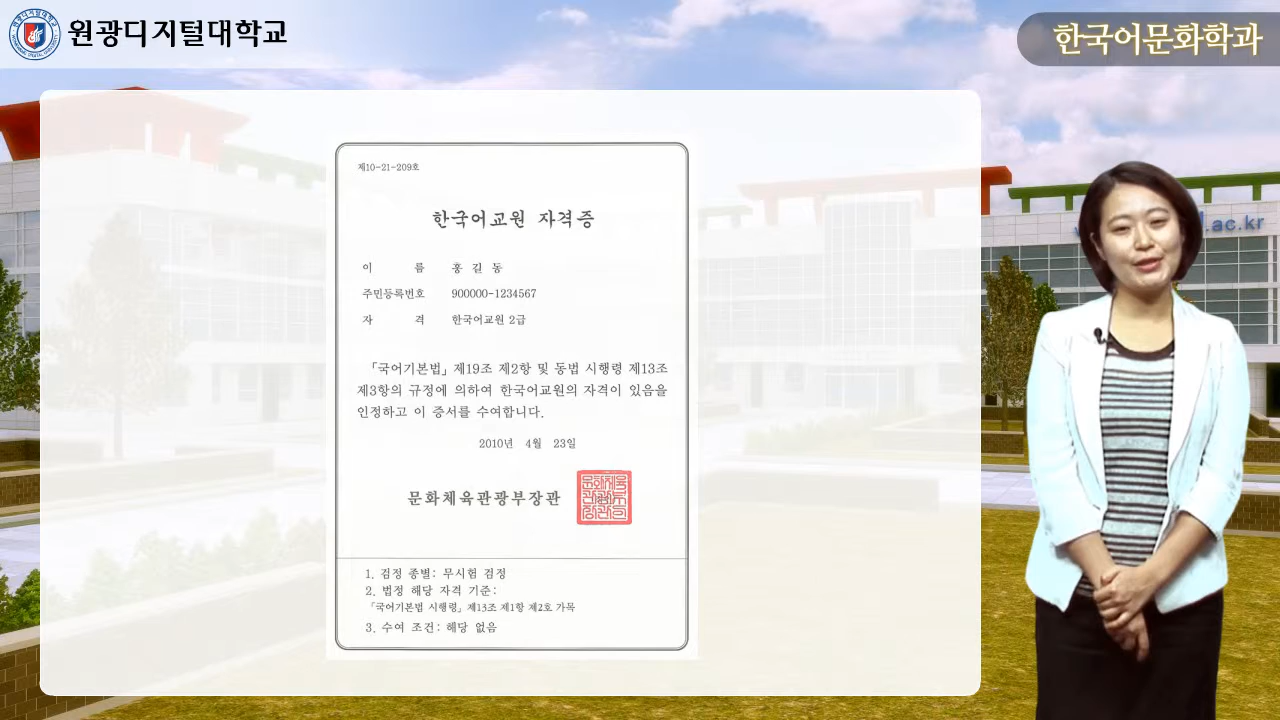 원광디지털대학교
한국어문화학과
.ac.kr
제10-21-209호
한국어교원 자격증
이 름 홍 길 동
주민등록번호 900000-1234567
자 격 한국어교원 2급
「국어기본법」제19조 제2항 및 동법 시행령 제13조
제3항의 규정에 의하여 한국어교원의 자격이 있음을
인정하고 이 증서를 수여합니다.
2010년 4월 23일
문화체육관광부장관
1. 검정 종별: 무시험 검정
2. 법정 해당 자격 기준:
「국어기본법 시행령」제13조 제1항 제2호 가목
3. 수여 조건: 해당 없음